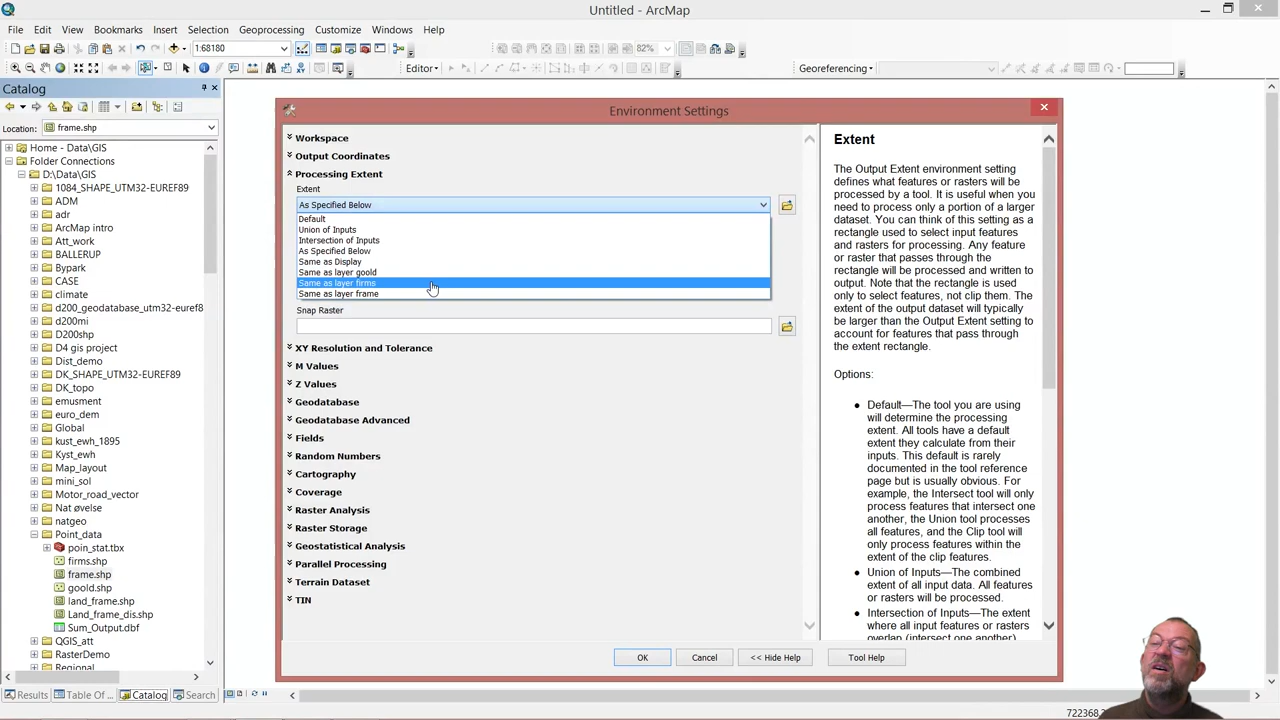 Untitled - ArcMap
File Edit View Bookmarks Insert Selection Geoprocessing Customize Windows Help
1:68180
82%
Editor
Georeferencing
Catalog
Location: frame.shp
Home - Data\GIS
Folder Connections
D:\Data\GIS
1084_SHAPE_UTM32-EUREF89
ADM
adr
ArcMap intro
Att_work
BALLERUP
Bypark
CASE
climate
d200_geodatabase_utm32-euref8
d200mi
D200shp
D4 gis project
Dist_demo
DK_SHAPE_UTM32-EUREF89
DK_topo
emusment
euro_dem
Global
kust_ewh_1895
Kyst_ewh
Map_layout
mini_sol
Motor_road_vector
Nat øvelse
natgeo
Point_data
poin_stat.tbx
firms.shp
frame.shp
goold.shp
land_frame.shp
Land_frame_dis.shp
Sum_Output.dbf
QGIS_att
RasterDemo
Regional
Results Table Of ... Catalog Search
Environment Settings
Workspace
Output Coordinates
Processing Extent
Extent
As Specified Below
Default
Union of Inputs
Intersection of Inputs
As Specified Below
Same as Display
Same as layer goold
Same as layer firms
Same as layer frame
Snap Raster
XY Resolution and Tolerance
M Values
Z Values
Geodatabase
Geodatabase Advanced
Fields
Random Numbers
Cartography
Coverage
Raster Analysis
Raster Storage
Geostatistical Analysis
Parallel Processing
Terrain Dataset
TIN
OK Cancel << Hide Help Tool Help
Extent
The Output Extent environment setting
defines what features or rasters will be
processed by a tool. It is useful when you
need to process only a portion of a larger
dataset. You can think of this setting as a
rectangle used to select input features
and rasters for processing. Any feature
or raster that passes through the
rectangle will be processed and written to
output. Note that the rectangle is used
only to select features, not clip them. The
extent of the output dataset will typically
be larger than the Output Extent setting to
account for features that pass through
the extent rectangle.
Options:
● Default—The tool you are using
will determine the processing
extent. All tools have a default
extent they calculate from their
inputs. This default is rarely
documented in the tool reference
page but is usually obvious. For
example, the Intersect tool will only
process features that intersect one
another, the Union tool processes
all features, and the Clip tool will
only process features within the
extent of the clip features.
● Union of Inputs—The combined
extent of all input data. All features
or rasters will be processed.
● Intersection of Inputs—The extent
where all input features or rasters
overlap (intersect one another).
722368,